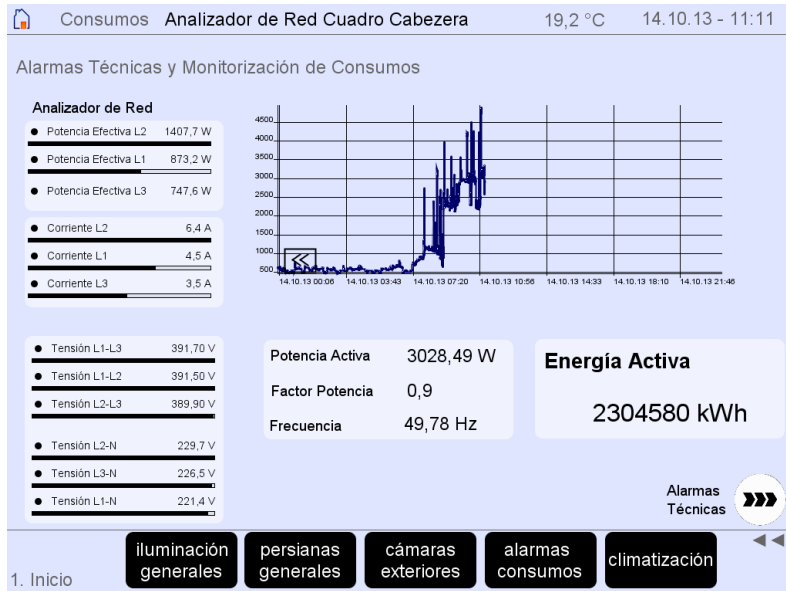 Consumos Analizador de Red Cuadro Cabezera 19,2 °C 14.10.13 - 11:11
Alarmas Técnicas y Monitorización de Consumos
Analizador de Red
Potencia Efectiva L2 1407,7 W
Potencia Efectiva L1 873,2 W
Potencia Efectiva L3 747,6 W
Corriente L2 6,4 A
Corriente L1 4,5 A
Corriente L3 3,5 A
4500
4000
3500
3000
2500
2000
1500
1000
500
14.10.13 00:06 14.10.13 03:43 14.10.13 07:20 14.10.13 10:56 14.10.13 14:33 14.10.13 18:10 14.10.13 21:46
Tensión L1-L3 391,70 V
Tensión L1-L2 391,50 V
Tensión L2-L3 389,90 V
Tensión L2-N 229,7 V
Tensión L3-N 226,5 V
Tensión L1-N 221,4 V
Potencia Activa 3028,49 W
Factor Potencia 0,9
Frecuencia 49,78 Hz
Energía Activa
2304580 kWh
Alarmas
Técnicas
1. Inicio
iluminación
generales
persianas
generales
cámaras
exteriores
alarmas
consumos
climatización